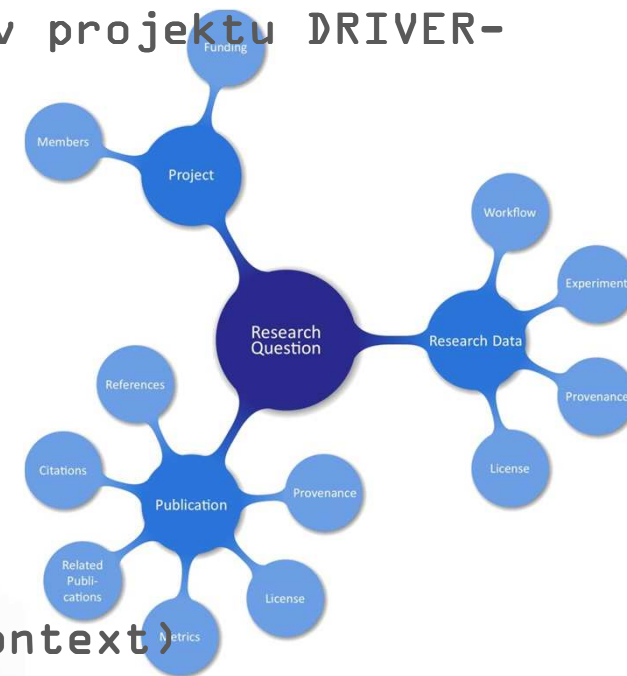 v projektu DRIVER-
Funding
Members
Project
Workflow
Experiment
Research
Question
Research Data
References
Provenance
Citations
Publication
Provenance
License
Related
Publi-
cations
License
Metrics
ontext)